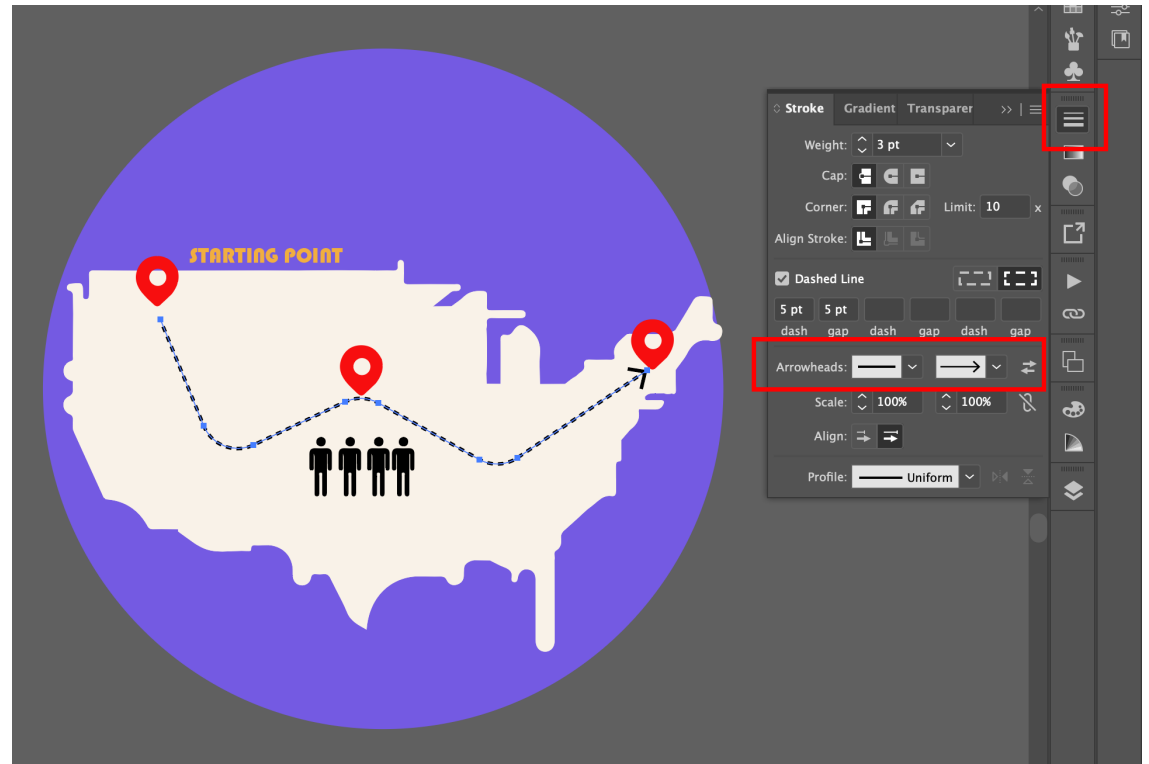 STARTING POINT
Stroke Gradient Transparer
Weight: 3 pt
Cap:
Corner: Limit: 10 x
Align Stroke:
Dashed Line
5 pt 5 pt
dash gap dash gap dash gap
Arrowheads:
Scale: 100% 100%
Align:
Profile: Uniform